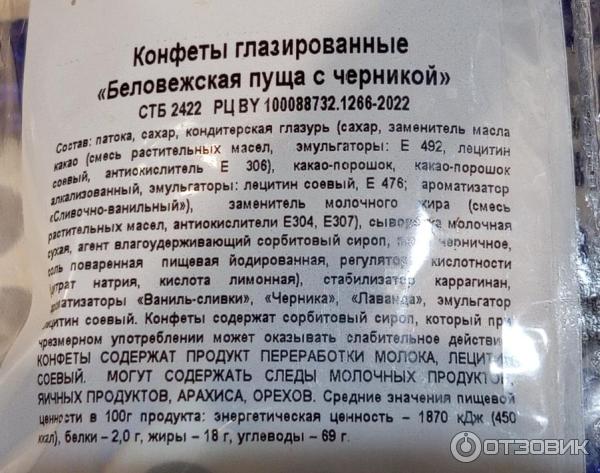 Конфеты глазированные
«Беловежская пуща с черникой»
СТБ 2422 РЦ BY 100088732.1266-2022
Состав: патока, сахар, кондитерская глазурь (сахар, заменитель масла
какао (смесь растительных масел, эмульгаторы: Е 492, лецитин
соевый, антиокислитель Е 306), какао-порошок, какао-порошок
алкализованный, эмульгаторы: лецитин соевый, Е 476; ароматизатор
«Сливочно-ванильный»), заменитель молочного жира (смесь
растительных масел, антиокислители Е304, Е307), сыворотка молочная
сухая, агент влагоудерживающий сорбитовый сироп, черничное,
соль поваренная пищевая йодированная, регуляторы кислотности
(цитрат натрия, кислота лимонная), стабилизатор каррагинан,
ароматизаторы «Ваниль-сливки», «Черника», «Лаванда», эмульгатор
лецитин соевый. Конфеты содержат сорбитовый сироп, который при
чрезмерном употреблении может оказывать слабительное действие.
КОНФЕТЫ СОДЕРЖАТ ПРОДУКТ ПЕРЕРАБОТКИ МОЛОКА, ЛЕЦИТИН
СОЕВЫЙ. МОГУТ СОДЕРЖАТЬ СЛЕДЫ МОЛОЧНЫХ ПРОДУКТОВ,
ЯИЧНЫХ ПРОДУКТОВ, АРАХИСА, ОРЕХОВ. Средние значения пищевой
ценности в 100г продукта: энергетическая ценность – 1870 кДж (450
ккал), белки – 2,0 г, жиры – 18 г, углеводы – 69 г.
ОТЗОВИК